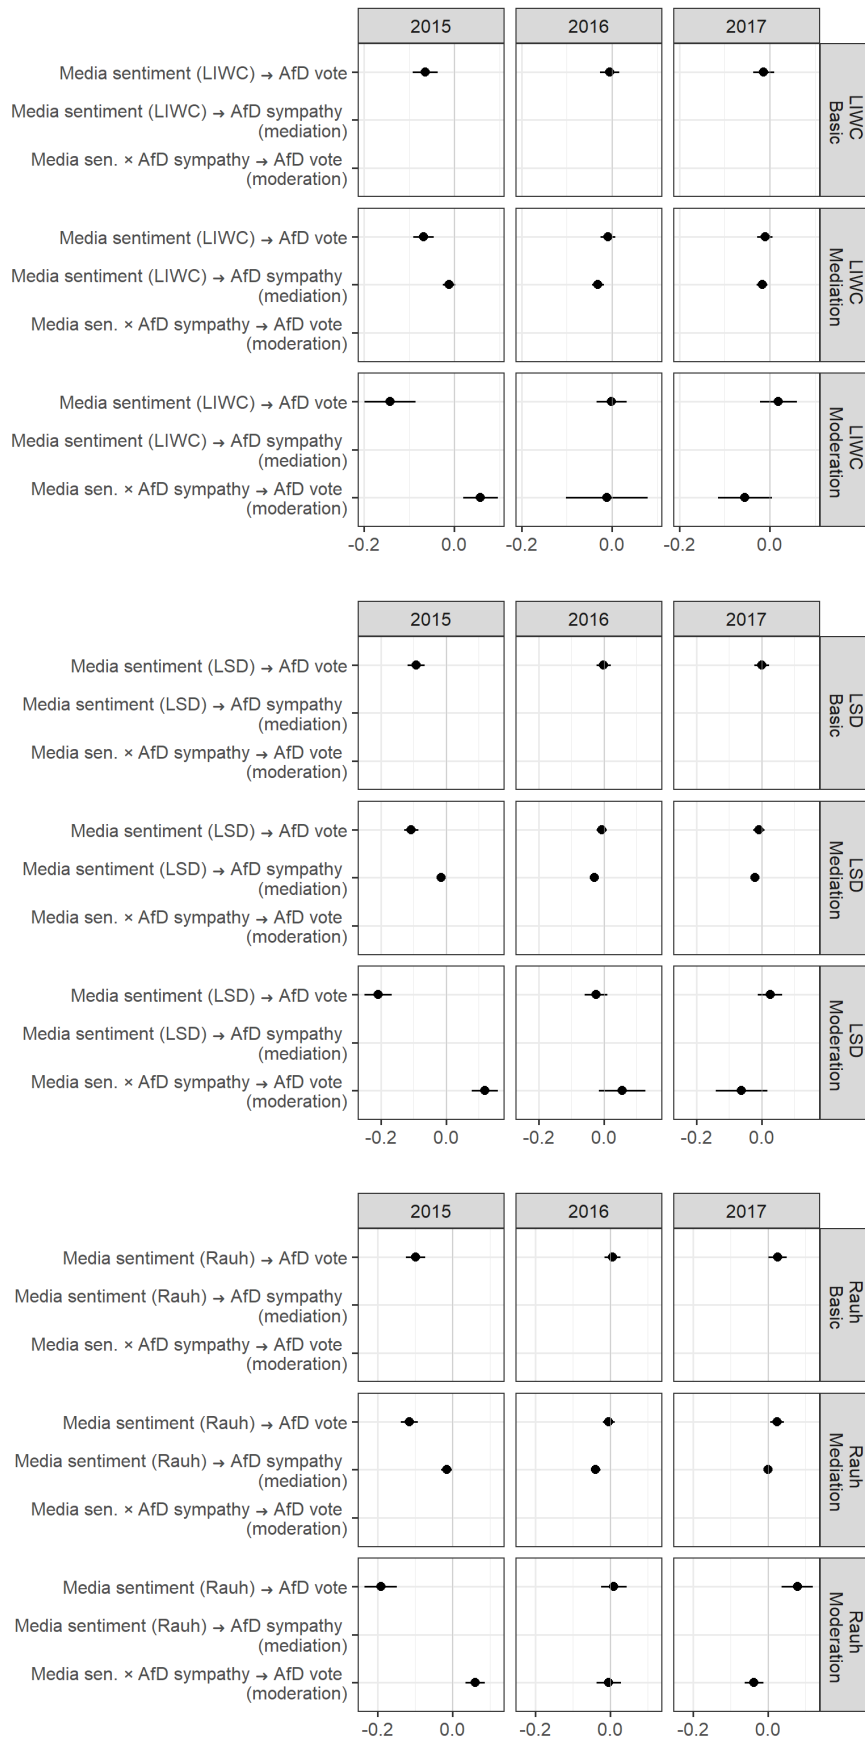 2015 2016 2017
Media sentiment (LIWC) → AfD vote
Media sentiment (LIWC) → AfD sympathy
(mediation)
Media sen. × AfD sympathy → AfD vote
(moderation)
LIWC
Basic
Media sentiment (LIWC) → AfD vote
Media sentiment (LIWC) → AfD sympathy
(mediation)
Media sen. × AfD sympathy → AfD vote
(moderation)
LIWC
Mediation
Media sentiment (LIWC) → AfD vote
Media sentiment (LIWC) → AfD sympathy
(mediation)
Media sen. × AfD sympathy → AfD vote
(moderation)
LIWC
Moderation
-0.2 0.0 -0.2 0.0 -0.2 0.0
2015 2016 2017
Media sentiment (LSD) → AfD vote
Media sentiment (LSD) → AfD sympathy
(mediation)
Media sen. × AfD sympathy → AfD vote
(moderation)
LSD
Basic
Media sentiment (LSD) → AfD vote
Media sentiment (LSD) → AfD sympathy
(mediation)
Media sen. × AfD sympathy → AfD vote
(moderation)
LSD
Mediation
Media sentiment (LSD) → AfD vote
Media sentiment (LSD) → AfD sympathy
(mediation)
Media sen. × AfD sympathy → AfD vote
(moderation)
LSD
Moderation
-0.2 0.0 -0.2 0.0 -0.2 0.0
2015 2016 2017
Media sentiment (Rauh) → AfD vote
Media sentiment (Rauh) → AfD sympathy
(mediation)
Media sen. × AfD sympathy → AfD vote
(moderation)
Rauh
Basic
Media sentiment (Rauh) → AfD vote
Media sentiment (Rauh) → AfD sympathy
(mediation)
Media sen. × AfD sympathy → AfD vote
(moderation)
Rauh
Mediation
Media sentiment (Rauh) → AfD vote
Media sentiment (Rauh) → AfD sympathy
(mediation)
Media sen. × AfD sympathy → AfD vote
(moderation)
Rauh
Moderation
-0.2 0.0 -0.2 0.0 -0.2 0.0